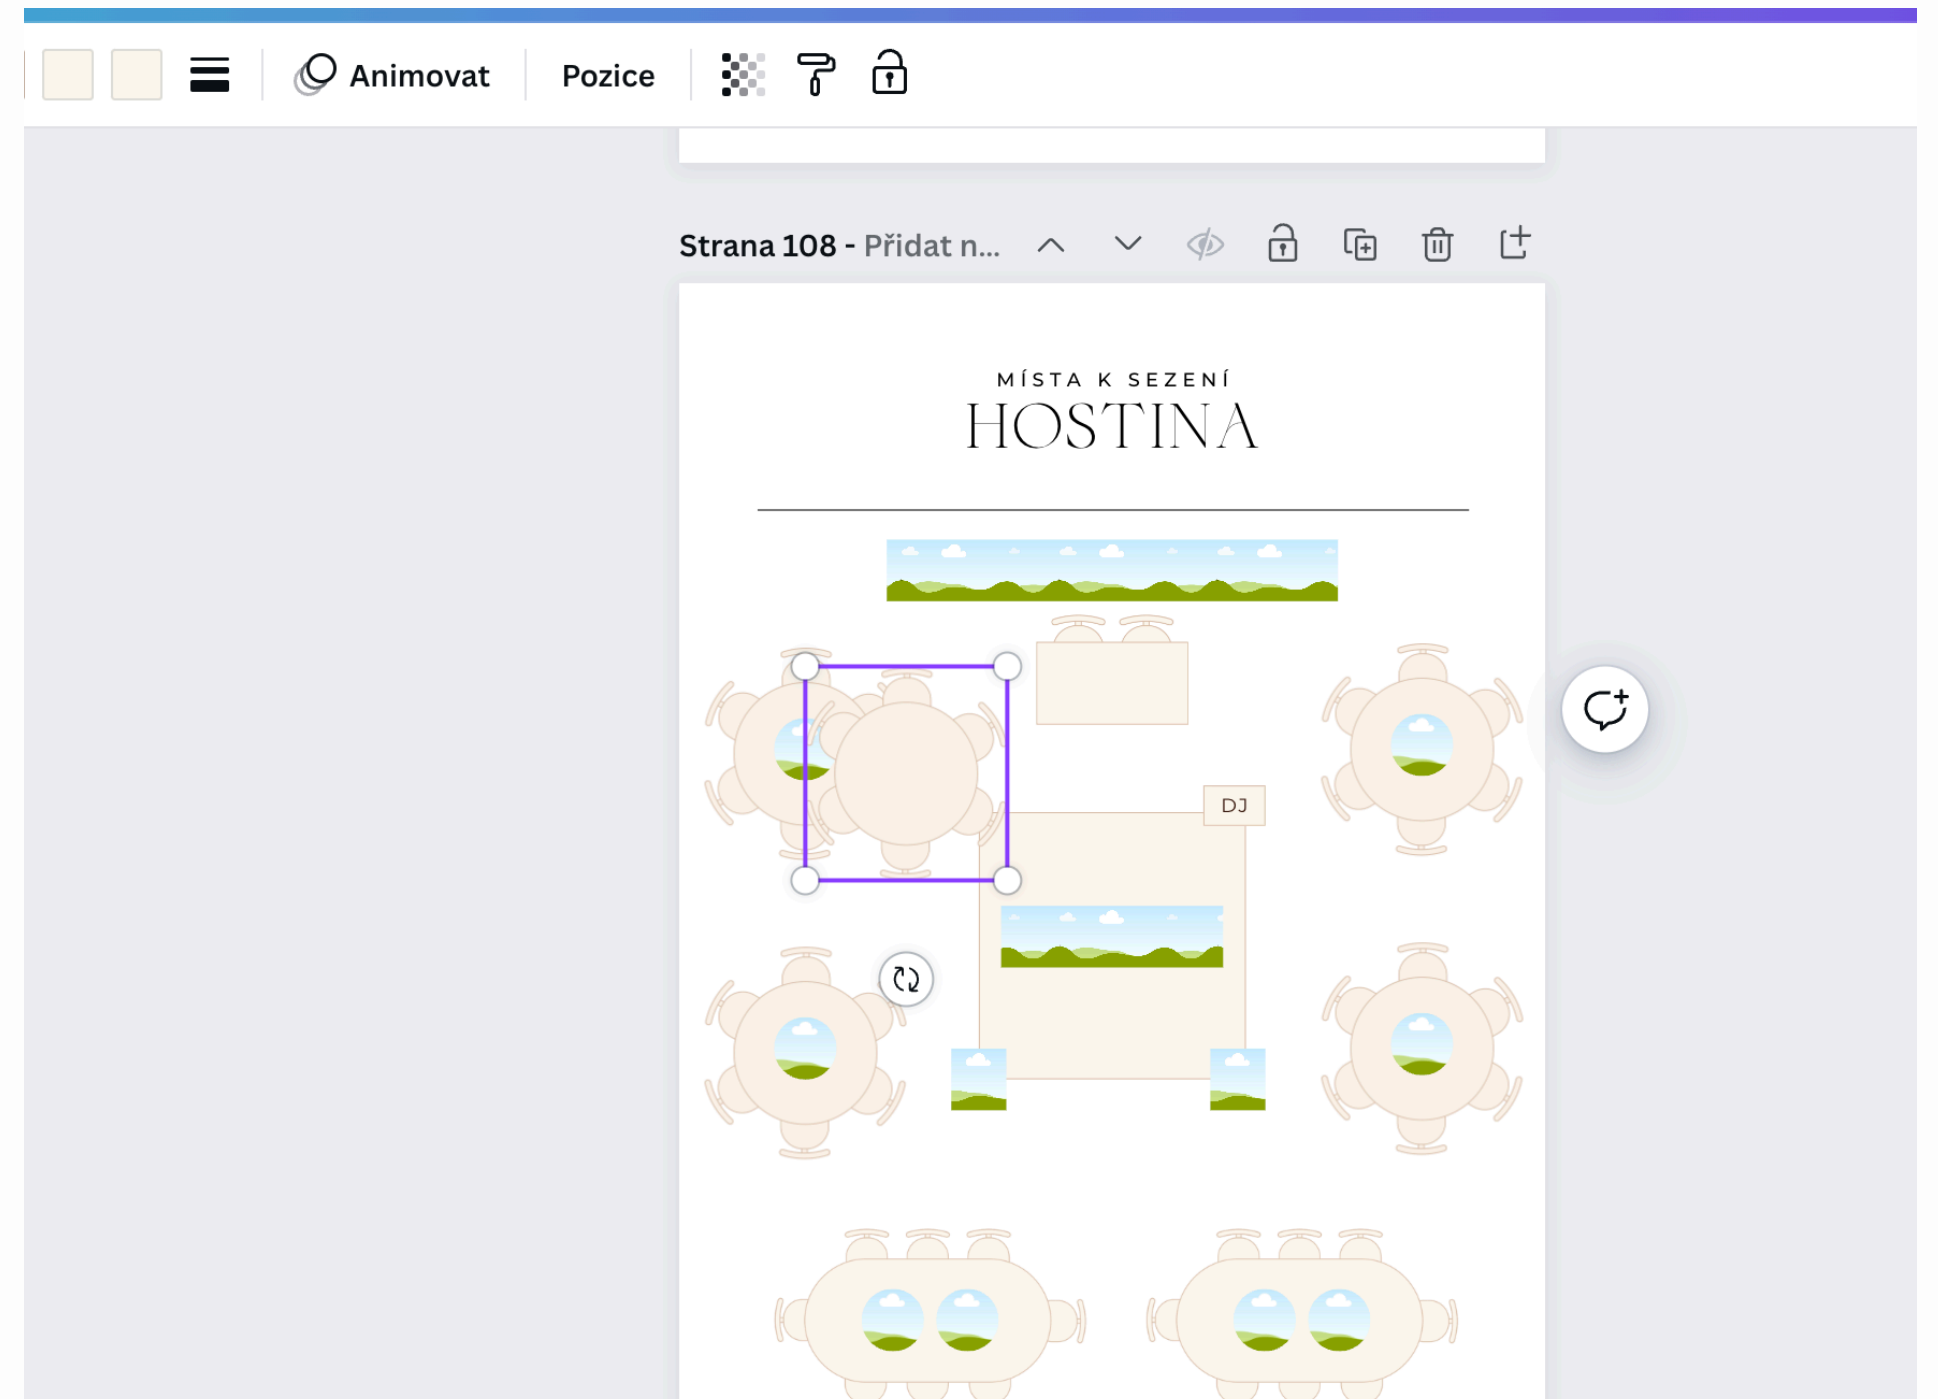 Animovat
Pozice
Strana 108 - Přidat n...
MÍSTA K SEZENÍ
HOSTINA
DJ